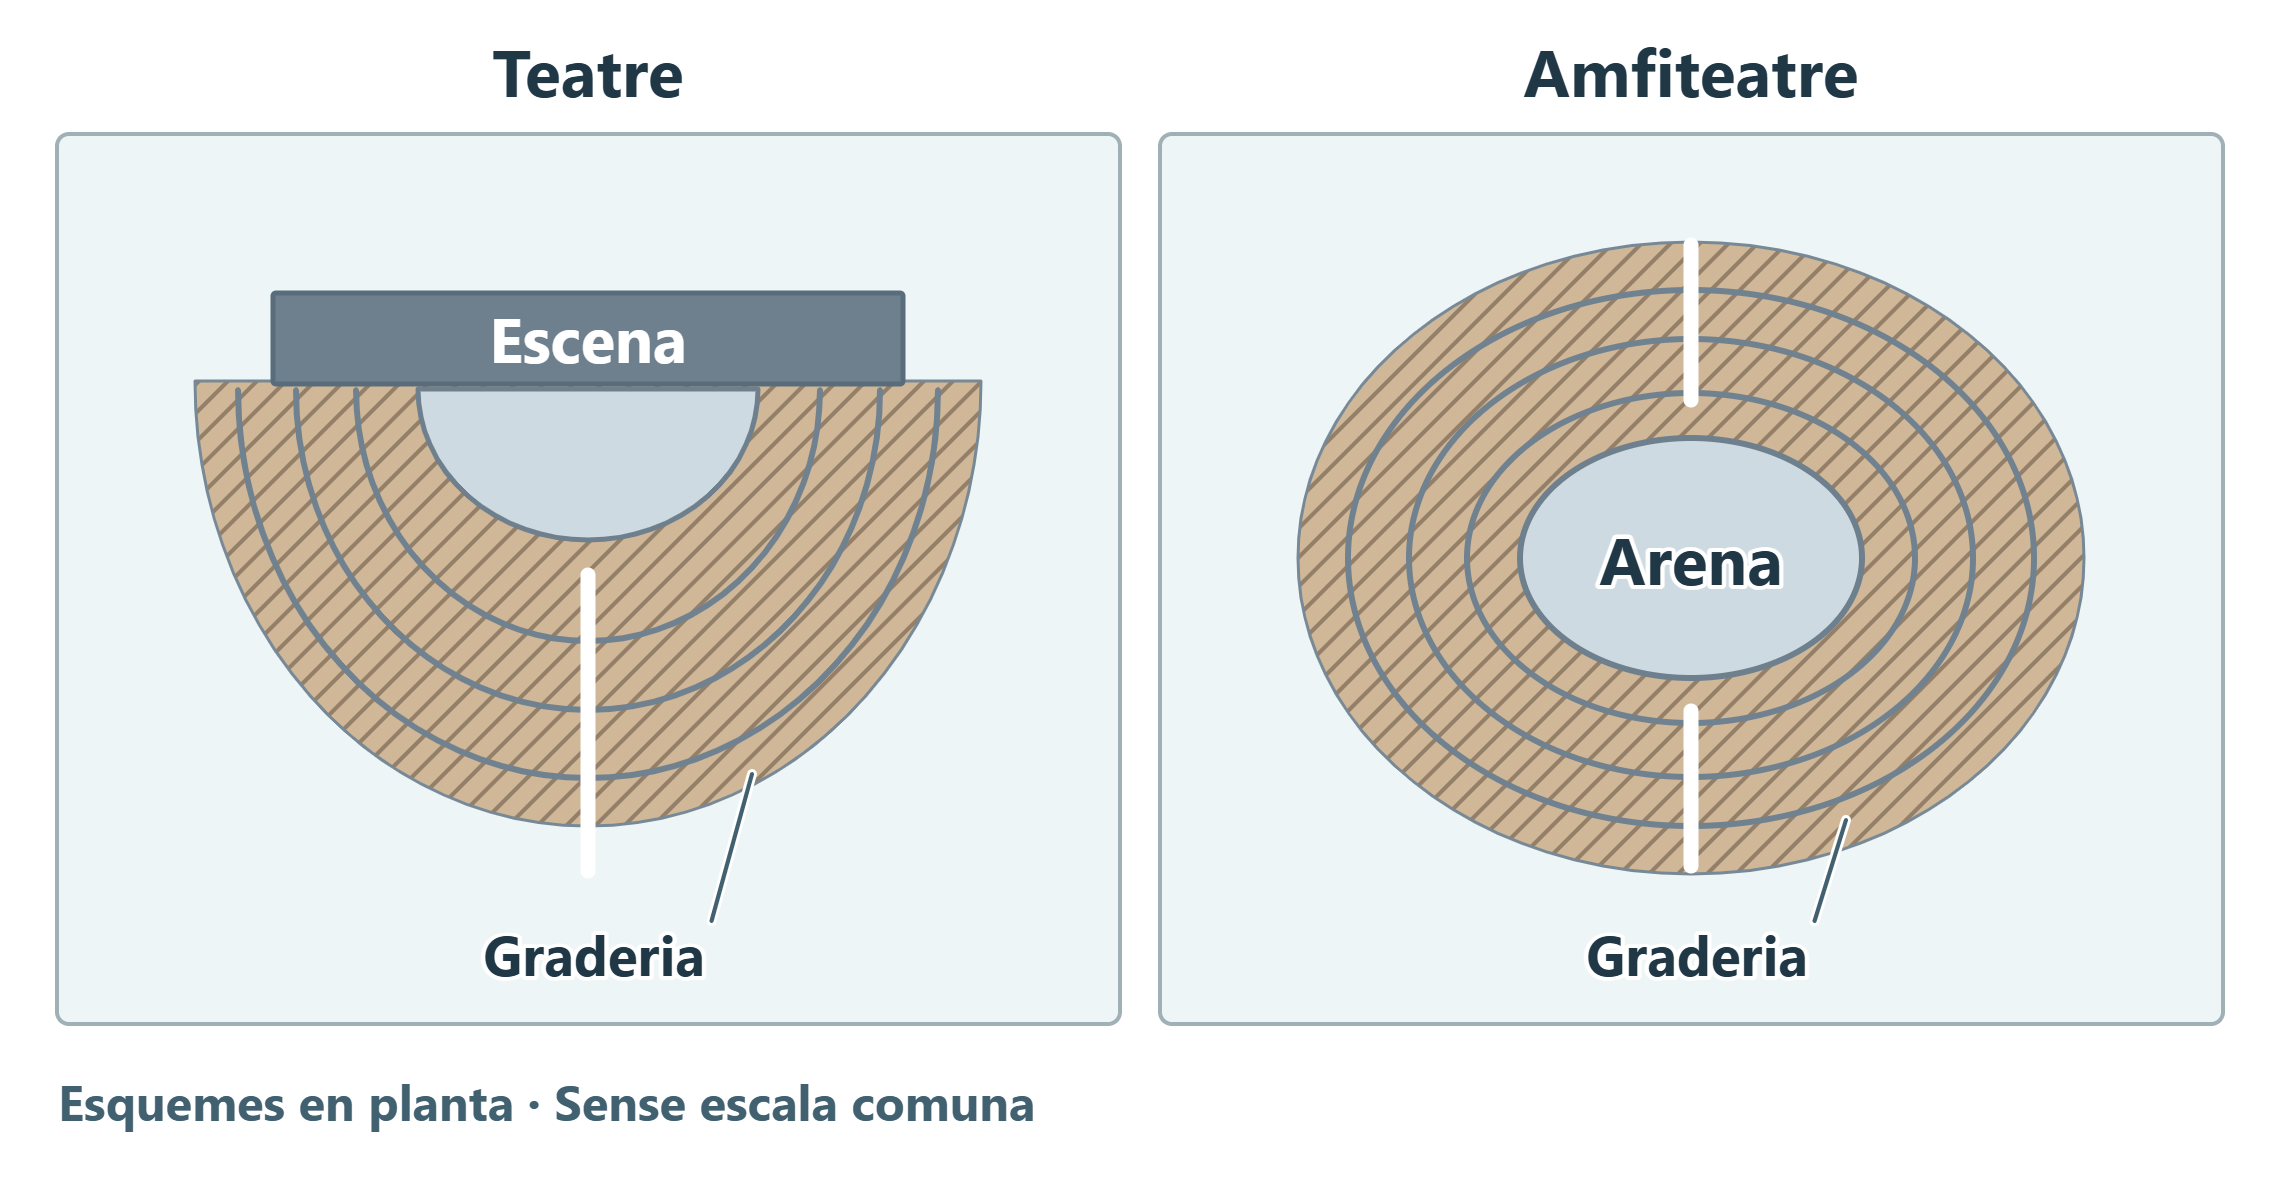 Teatre
Amfiteatre
Escena
Arena
Graderia
Graderia
Esquemes en planta · Sense escala comuna